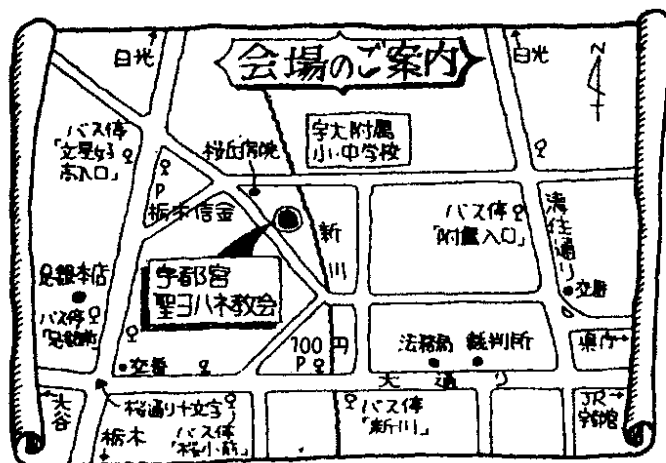 会場のご案内
日光
日光
N
バス停
「文星女子
高入口」
P
栃木信金
桜丘病院
宇大附属
小・中学校
バス停
「附属入口」
清住通り
交番
新川
宇都宮
聖ヨハネ教会
足銀本店
バス停
「足銀前」
交番
100円
P
法務局
裁判所
県庁
大通り
大谷
桜通り十文字
栃木
バス停
「桜小前」
バス停
「新川」
JR
宇都宮